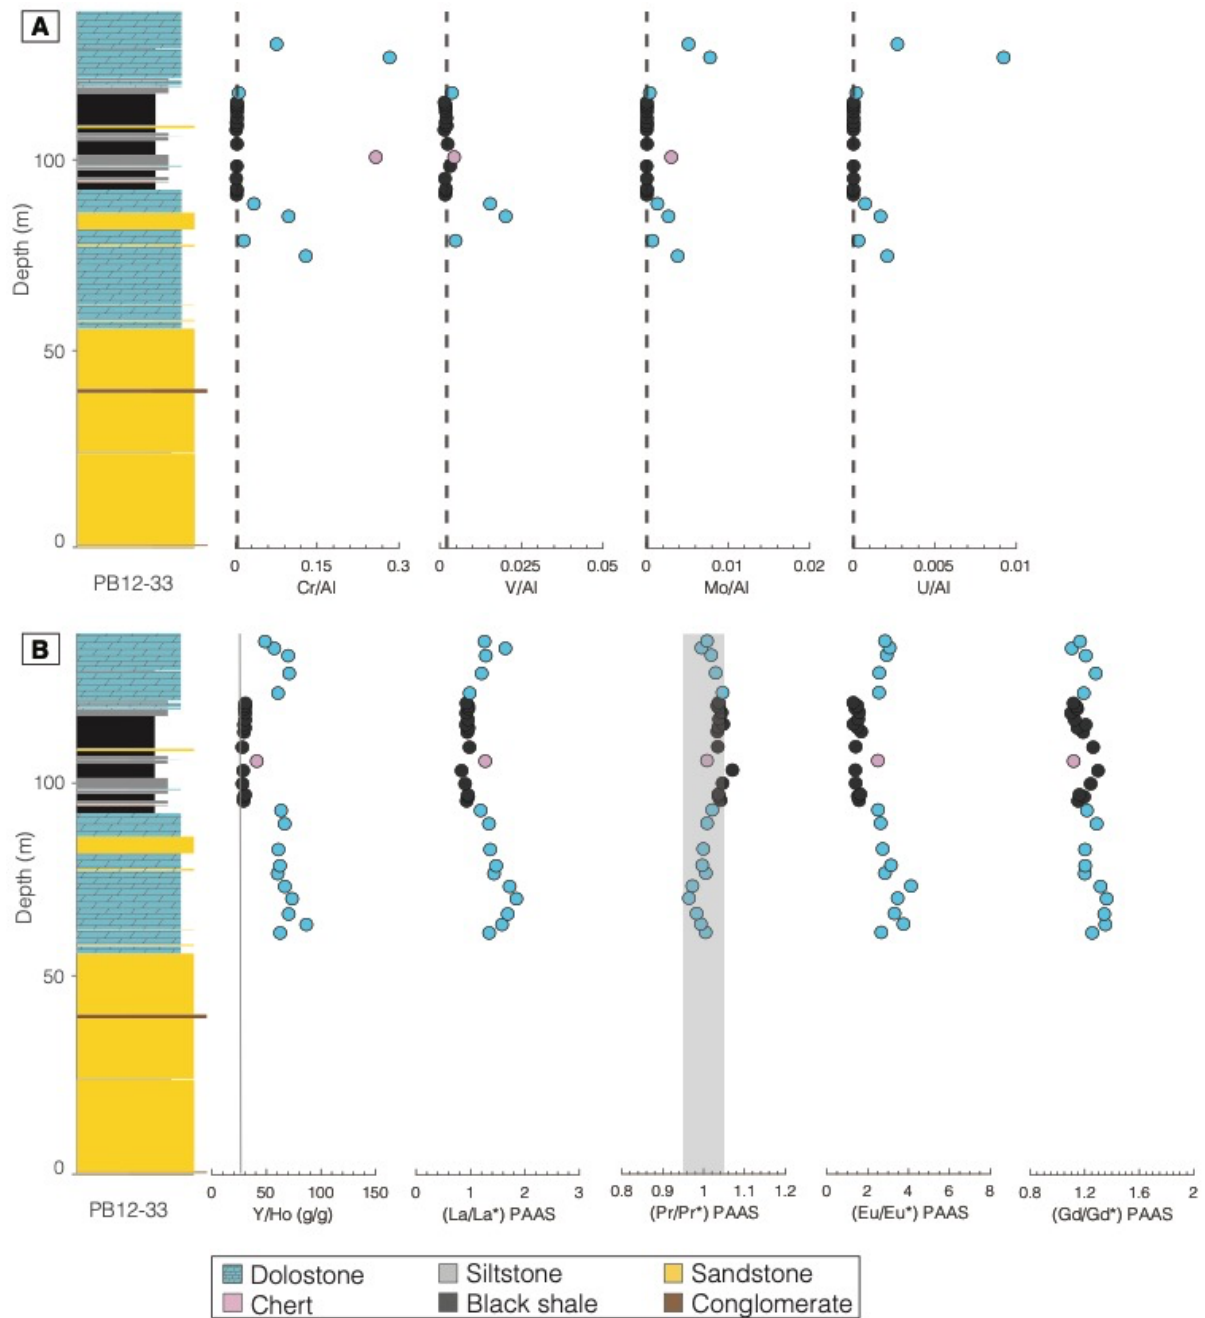 A
Depth (m)
100
50
0
PB12-33
0 0.15 0.3
Cr/Al
0 0.025 0.05
V/Al
0 0.01 0.02
Mo/Al
0 0.005 0.01
U/Al
B
Depth (m)
100
50
0
PB12-33
0 50 100 150
Y/Ho (g/g)
0 1 2 3
(La/La*) PAAS
0.8 0.9 1 1.1 1.2
(Pr/Pr*) PAAS
0 2 4 6 8
(Eu/Eu*) PAAS
0.8 1.2 1.6 2
(Gd/Gd*) PAAS
Dolostone Siltstone Sandstone
Chert Black shale Conglomerate